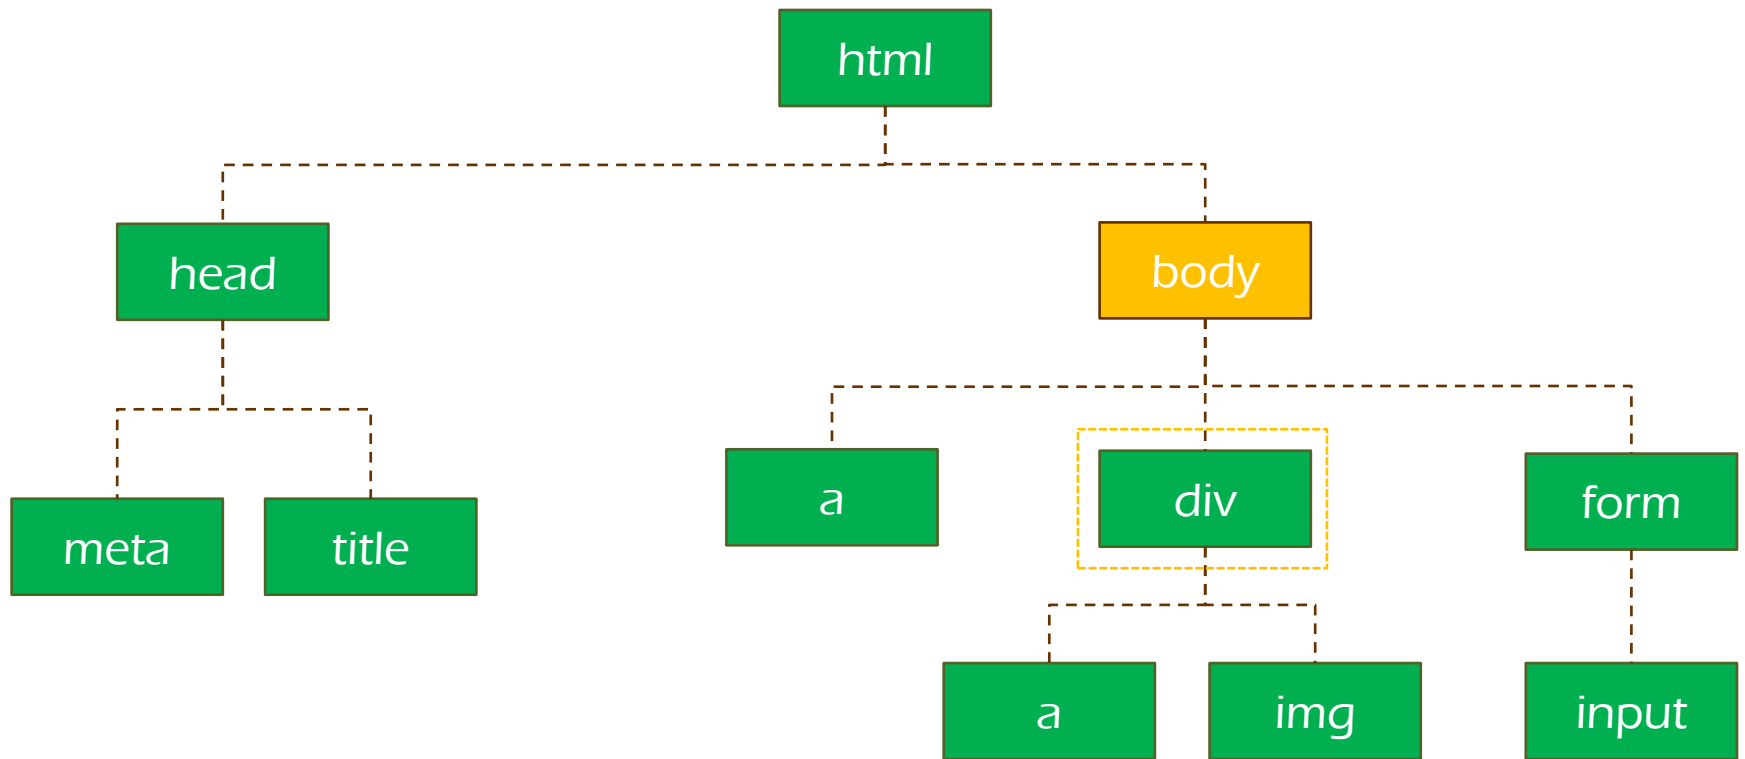 html
head
body
a
div
form
meta
title
a
img
input